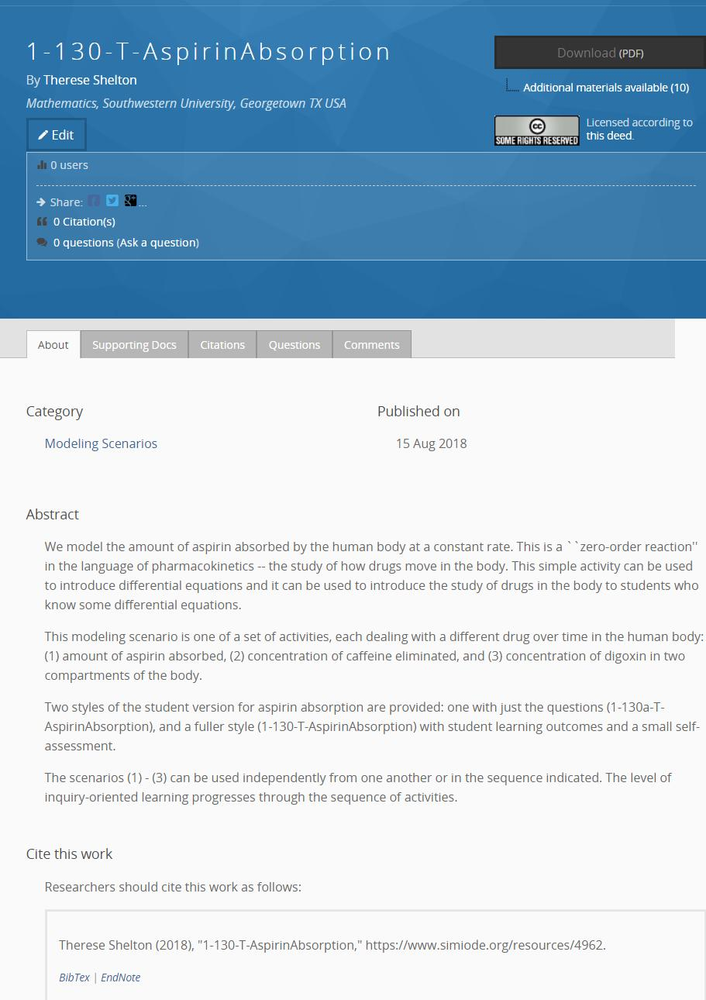 1-130-T-AspirinAbsorption
By Therese Shelton
Mathematics, Southwestern University, Georgetown TX USA
Edit
Download (PDF)
Additional materials available (10)
cc
SOME RIGHTS RESERVED
Licensed according to
this deed.
0 users
Share: g+ ...
0 Citation(s)
0 questions (Ask a question)
About
Supporting Docs
Citations
Questions
Comments
Category
Modeling Scenarios
Published on
15 Aug 2018
Abstract
We model the amount of aspirin absorbed by the human body at a constant rate. This is a ``zero-order reaction''
in the language of pharmacokinetics -- the study of how drugs move in the body. This simple activity can be used
to introduce differential equations and it can be used to introduce the study of drugs in the body to students who
know some differential equations.
This modeling scenario is one of a set of activities, each dealing with a different drug over time in the human body:
(1) amount of aspirin absorbed, (2) concentration of caffeine eliminated, and (3) concentration of digoxin in two
compartments of the body.
Two styles of the student version for aspirin absorption are provided: one with just the questions (1-130a-T-
AspirinAbsorption), and a fuller style (1-130-T-AspirinAbsorption) with student learning outcomes and a small self-
assessment.
The scenarios (1) - (3) can be used independently from one another or in the sequence indicated. The level of
inquiry-oriented learning progresses through the sequence of activities.
Cite this work
Researchers should cite this work as follows:
Therese Shelton (2018), "1-130-T-AspirinAbsorption," https://www.simiode.org/resources/4962.
BibTex | EndNote